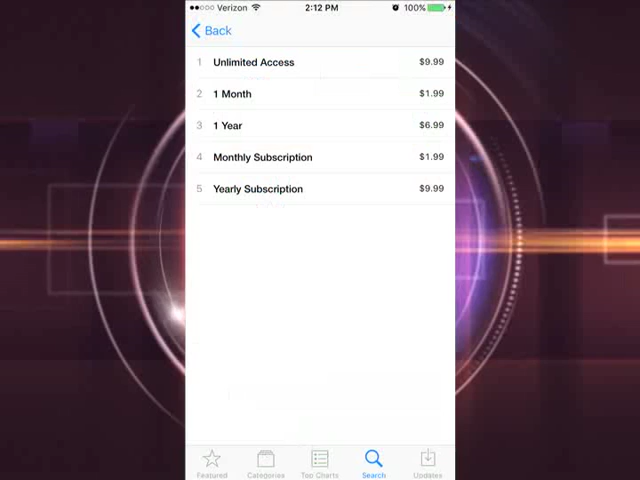 Verizon 2:12 PM 100%
Back
1 Unlimited Access $9.99
2 1 Month $1.99
3 1 Year $6.99
4 Monthly Subscription $1.99
5 Yearly Subscription $9.99
Featured Categories Top Charts Search Updates